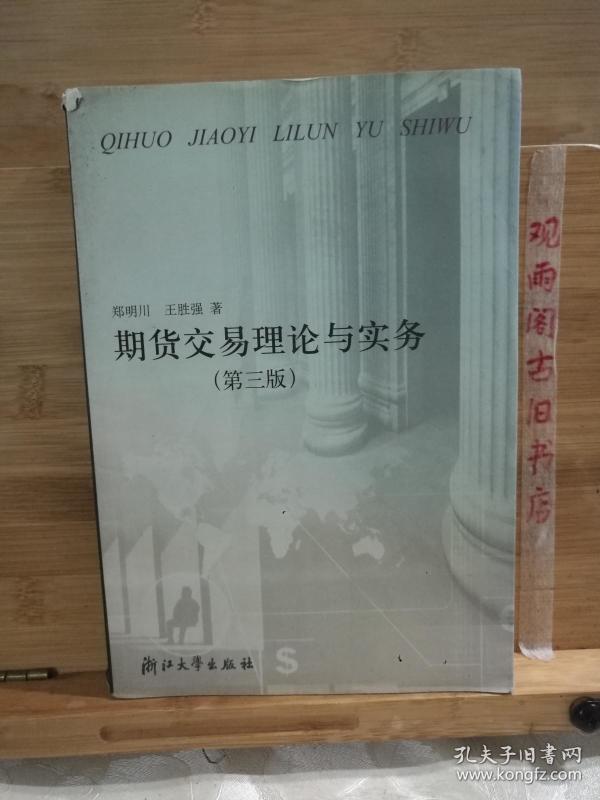 QIHUO JIAOYI LILUN YU SHIWU
郑明川 王胜强 著
期货交易理论与实务
(第三版)
浙江大学出版社
$
观雨阁古旧书店
孔夫子旧書网
www.kongfz.com